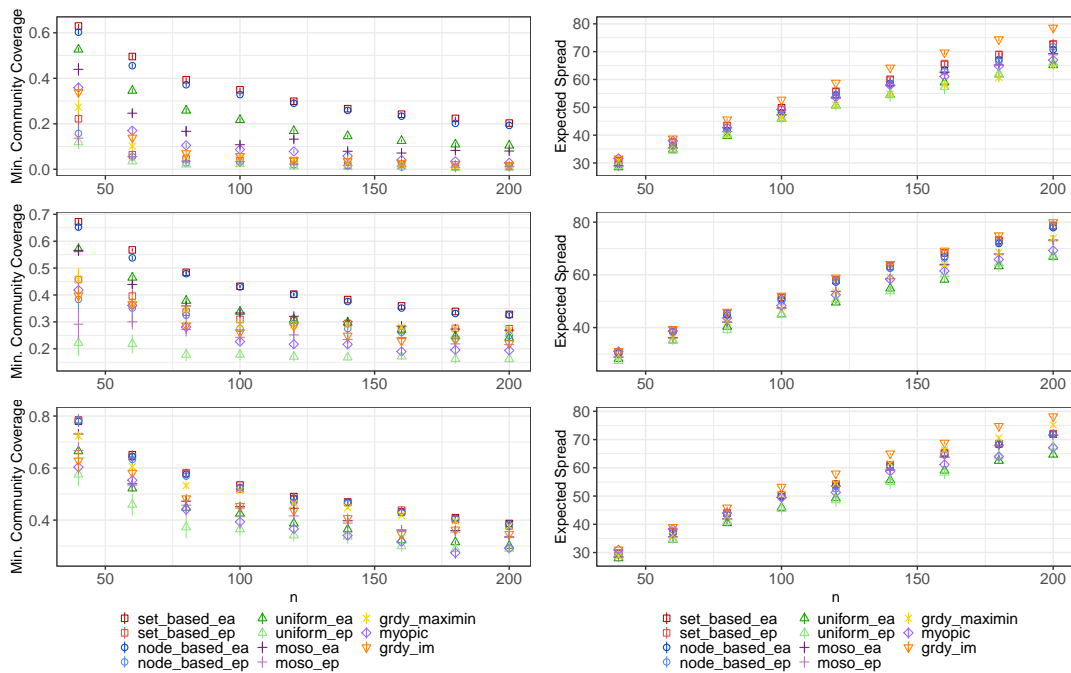 Min. Community Coverage
0.6
0.4
0.2
0.0
50
100
150
200
Expected Spread
80
70
60
50
40
30
50
100
150
200
Min. Community Coverage
0.7
0.6
0.5
0.4
0.3
0.2
50
100
150
200
Expected Spread
80
60
40
50
100
150
200
Min. Community Coverage
0.8
0.6
0.4
50
100
150
200
n
Expected Spread
80
70
60
50
40
30
50
100
150
200
n
set_based_ea
uniform_ea
grdy_maximin
set_based_ep
uniform_ep
myopic
node_based_ea
moso_ea
grdy_im
node_based_ep
moso_ep
set_based_ea
uniform_ea
grdy_maximin
set_based_ep
uniform_ep
myopic
node_based_ea
moso_ea
grdy_im
node_based_ep
moso_ep